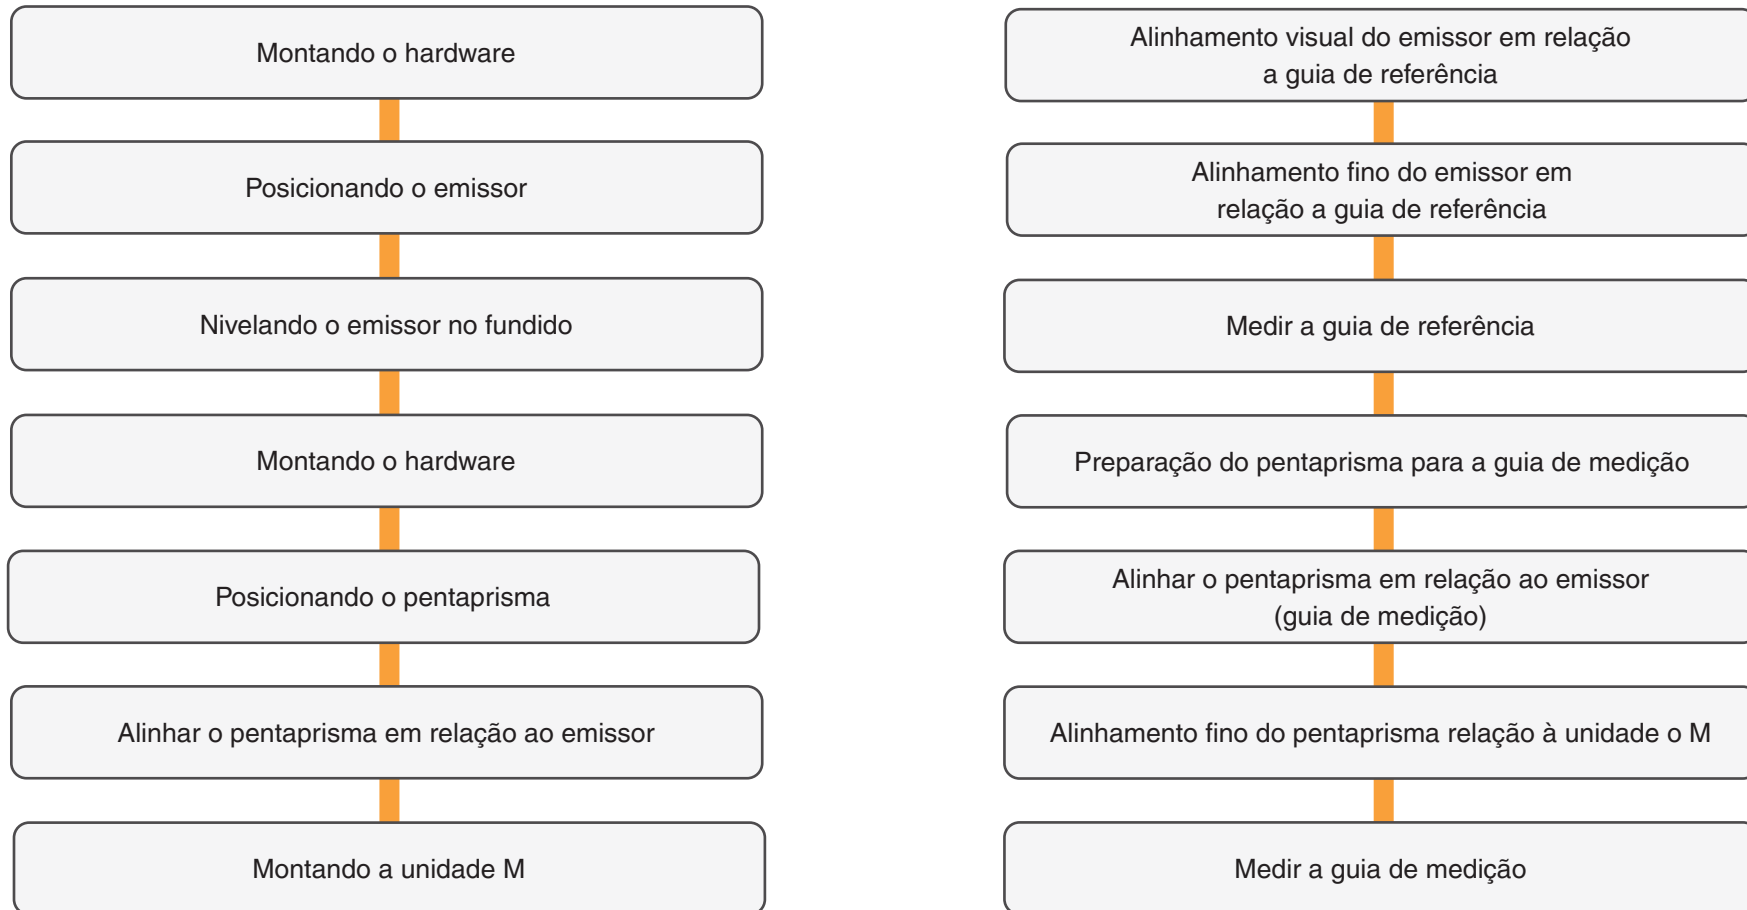 Montando o hardware
Posicionando o emissor
Nivelando o emissor no fundido
Montando o hardware
Posicionando o pentaprisma
Alinhar o pentaprisma em relação ao emissor
Montando a unidade M
Alinhamento visual do emissor em relação
a guia de referência
Alinhamento fino do emissor em
relação a guia de referência
Medir a guia de referência
Preparação do pentaprisma para a guia de medição
Alinhar o pentaprisma em relação ao emissor
(guia de medição)
Alinhamento fino do pentaprisma relação à unidade o M
Medir a guia de medição